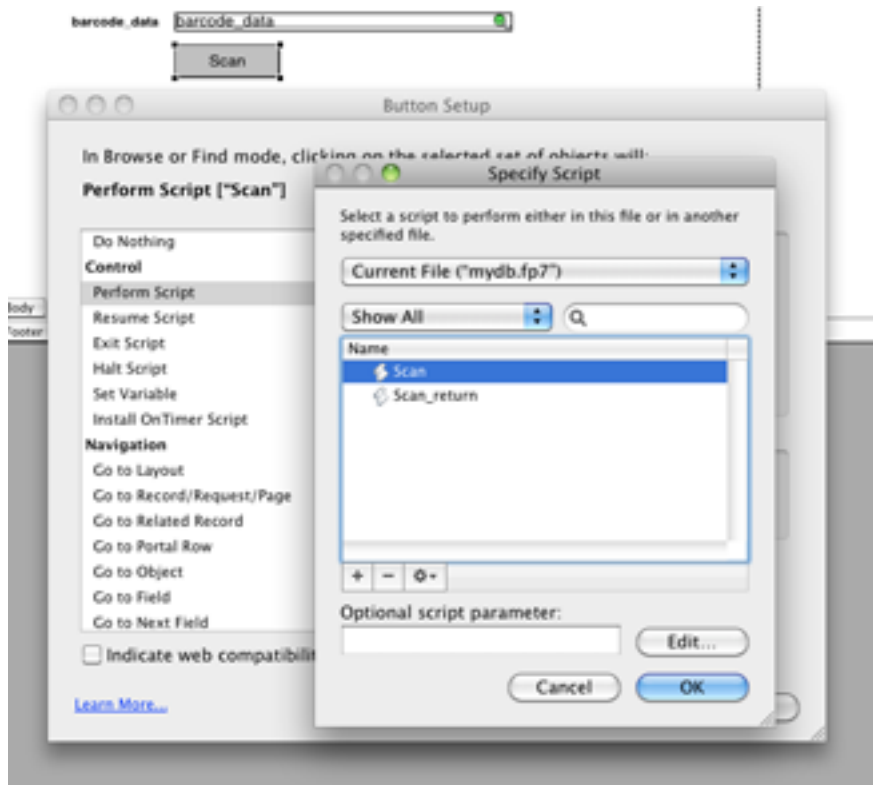 barcode_data barcode_data
Scan
Button Setup
In Browse or Find mode, clicking on the selected set of objects will:
Perform Script ["Scan"]
Do Nothing
Control
Perform Script
Resume Script
Exit Script
Halt Script
Set Variable
Install OnTimer Script
Navigation
Go to Layout
Go to Record/Request/Page
Go to Related Record
Go to Portal Row
Go to Object
Go to Field
Go to Next Field
Indicate web compatibilit
Learn More...
Specify Script
Select a script to perform either in this file or in another
specified file.
Current File ("mydb.fp7")
Show All
Name
Scan
Scan_return
+ −
Optional script parameter:
Edit...
Cancel OK
ody
ooter